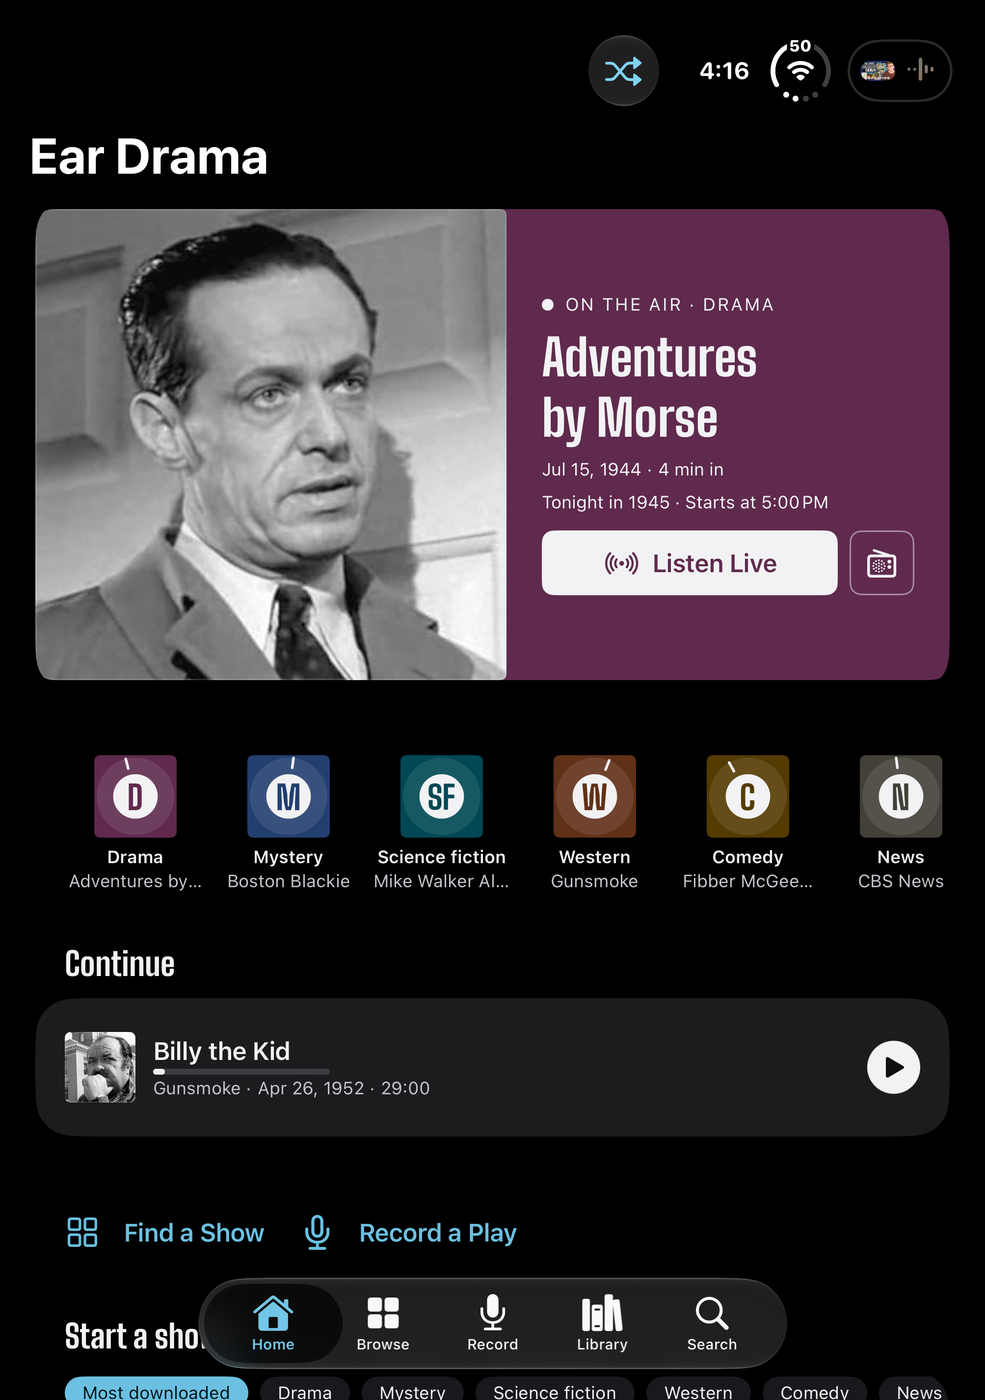 4:16
50
Ear Drama
ON THE AIR · DRAMA
Adventures
by Morse
Jul 15, 1944 · 4 min in
Tonight in 1945 · Starts at 5:00 PM
Listen Live
D
M
SF
W
C
N
Drama
Mystery
Science fiction
Western
Comedy
News
Adventures by...
Boston Blackie
Mike Walker Al...
Gunsmoke
Fibber McGee...
CBS News
Continue
Billy the Kid
Gunsmoke · Apr 26, 1952 · 29:00
Find a Show
Record a Play
Start a sho
Home
Browse
Record
Library
Search
Most downloaded
Drama
Mystery
Science fiction
Western
Comedy
News